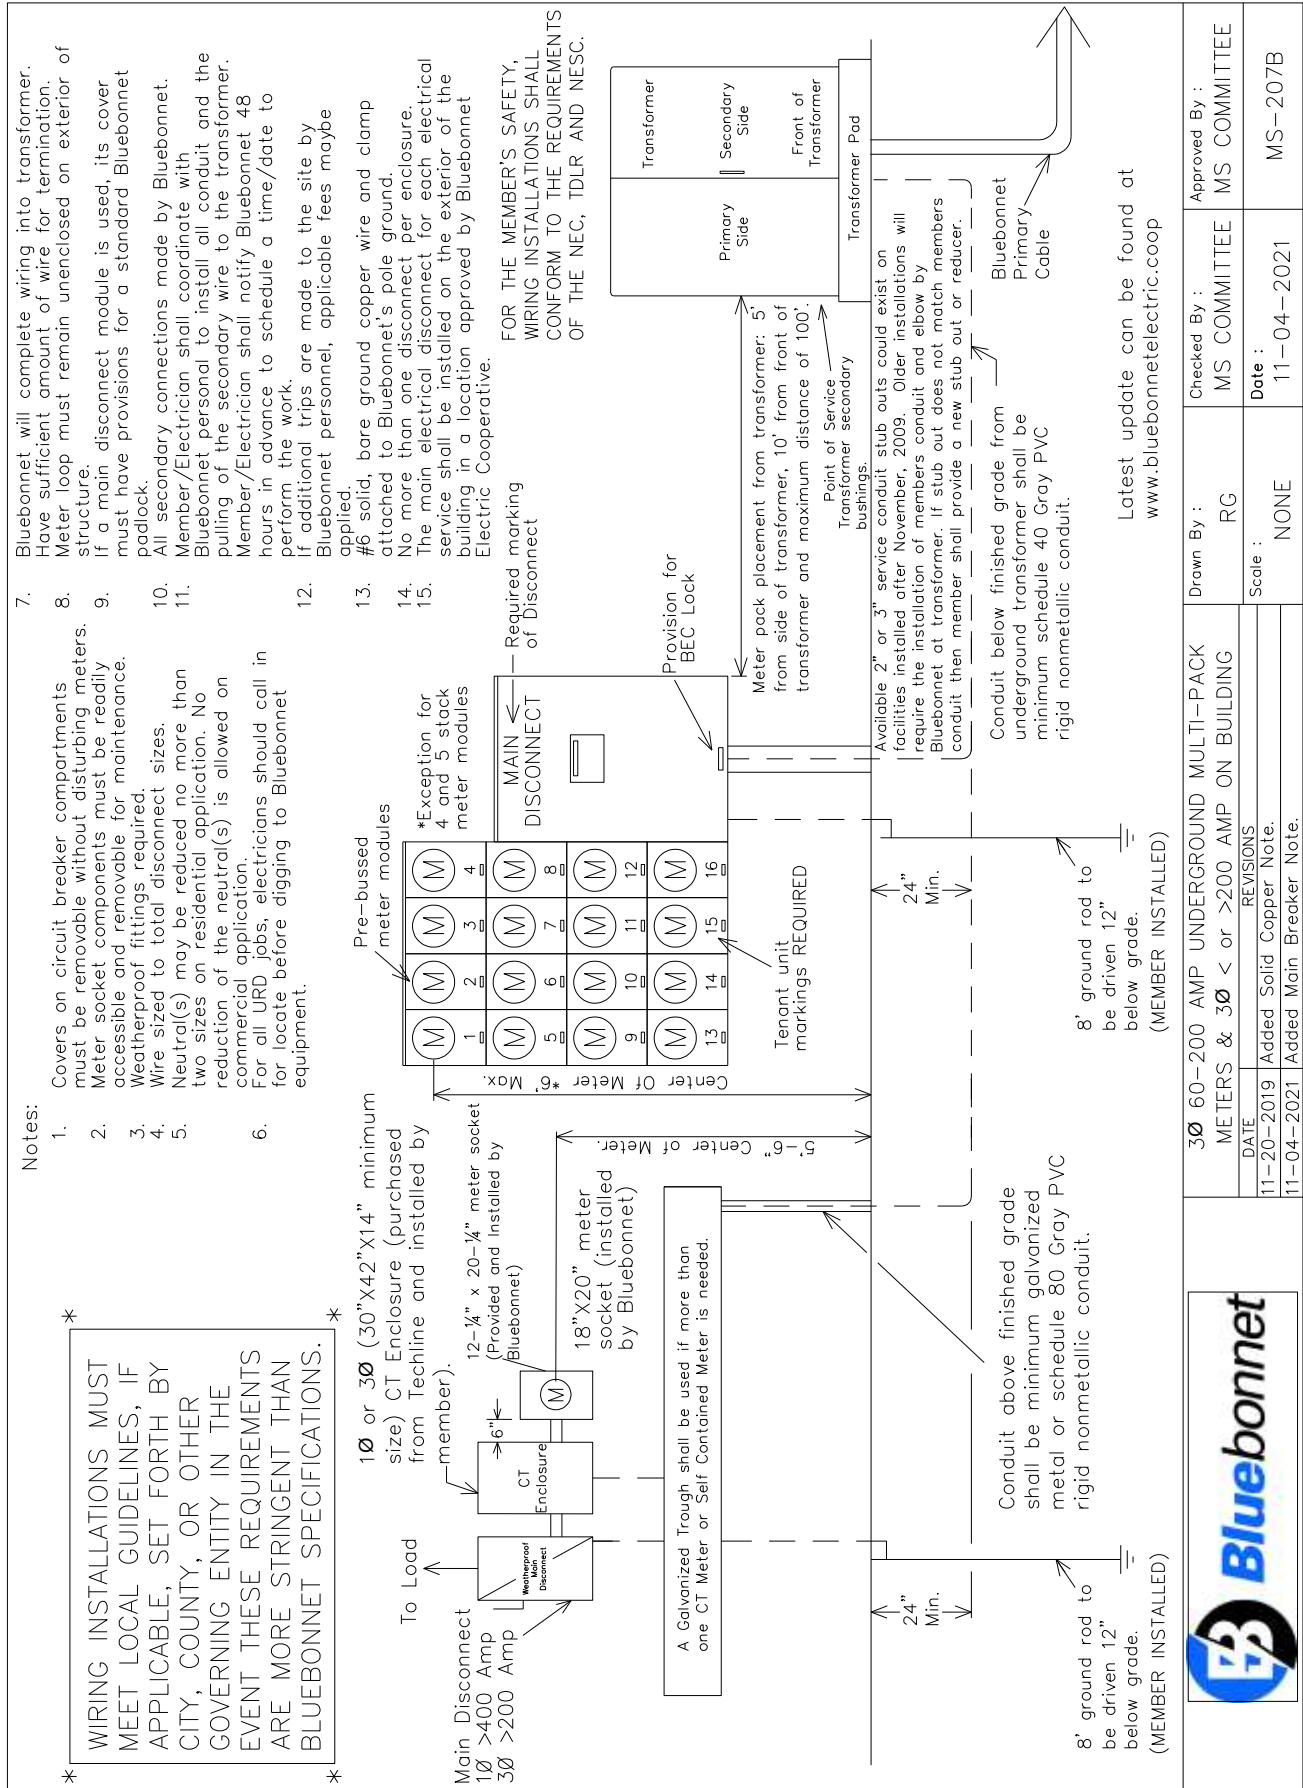 Notes:
1. Covers on circuit breaker compartments
must be removable without disturbing meters.
2. Meter socket components must be readily
accessible and removable for maintenance.
3. Weatherproof fittings required.
4. Wire sized to total disconnect sizes.
5. Neutral(s) may be reduced no more than
two sizes on residential application. No
reduction of the neutral(s) is allowed on
commercial application.
6. For all URD jobs, electricians should call in
for locate before digging to Bluebonnet
equipment.
7. Bluebonnet will complete wiring into transformer.
Have sufficient amount of wire for termination.
8. Meter loop must remain unenclosed on exterior of
structure.
9. If a main disconnect module is used, its cover
must have provisions for a standard Bluebonnet
padlock.
10. All secondary connections made by Bluebonnet.
11. Member/Electrician shall coordinate with
Bluebonnet personal to install all conduit and the
pulling of the secondary wire to the transformer.
Member/Electrician shall notify Bluebonnet 48
hours in advance to schedule a time/date to
perform the work.
12. If additional trips are made to the site by
Bluebonnet personnel, applicable fees maybe
applied.
13. #6 solid, bare ground copper wire and clamp
attached to Bluebonnet's pole ground.
14. No more than one disconnect per enclosure.
15. The main electrical disconnect for each electrical
service shall be installed on the exterior of the
building in a location approved by Bluebonnet
Electric Cooperative.
* *
WIRING INSTALLATIONS MUST
MEET LOCAL GUIDELINES, IF
APPLICABLE, SET FORTH BY
CITY, COUNTY, OR OTHER
GOVERNING ENTITY IN THE
EVENT THESE REQUIREMENTS
ARE MORE STRINGENT THAN
BLUEBONNET SPECIFICATIONS.
* *
FOR THE MEMBER'S SAFETY,
WIRING INSTALLATIONS SHALL
CONFORM TO THE REQUIREMENTS
OF THE NEC, TDLR AND NESC.
To Load
Main Disconnect
1Ø >400 Amp
3Ø >200 Amp
Weatherproof
Main
Disconnect
CT
Enclosure
6"
M
1Ø or 3Ø (30"X42"X14" minimum
size) CT Enclosure (purchased
from Techline and installed by
member).
12-¼" x 20-¼" meter socket
(Provided and Installed by
Bluebonnet)
18"X20" meter
socket (installed
by Bluebonnet)
A Galvanized Trough shall be used if more than
one CT Meter or Self Contained Meter is needed.
5'-6" Center of Meter.
Center Of Meter *6' Max.
Pre-bussed
meter modules
*Exception for
4 and 5 stack
meter modules
M M M M
1 2 3 4
M M M M
5 6 7 8
M M M M
9 10 11 12
M M M M
13 14 15 16
Tenant unit
markings REQUIRED
MAIN
DISCONNECT
Required marking
of Disconnect
Provision for
BEC Lock
Meter pack placement from transformer: 5'
from side of transformer, 10' from front of
transformer and maximum distance of 100'.
Point of Service
Transformer secondary
bushings.
Transformer
Primary
Side
Secondary
Side
Front of
Transformer
Transformer Pad
Available 2" or 3" service conduit stub outs could exist on
facilities installed after November, 2009. Older installations will
require the installation of members conduit and elbow by
Bluebonnet at transformer. If stub out does not match members
conduit then member shall provide a new stub out or reducer.
Bluebonnet
Primary
Cable
24"
Min.
24"
Min.
8' ground rod to
be driven 12"
below grade.
(MEMBER INSTALLED)
Conduit above finished grade
shall be minimum galvanized
metal or schedule 80 Gray PVC
rigid nonmetallic conduit.
8' ground rod to
be driven 12"
below grade.
(MEMBER INSTALLED)
Conduit below finished grade from
underground transformer shall be
minimum schedule 40 Gray PVC
rigid nonmetallic conduit.
Latest update can be found at
www.bluebonnetelectric.coop
B Bluebonnet
3Ø 60-200 AMP UNDERGROUND MULTI-PACK
METERS & 3Ø < or >200 AMP ON BUILDING
DATE REVISIONS
11-20-2019 Added Solid Copper Note.
11-04-2021 Added Main Breaker Note.
Drawn By :
RG
Checked By :
MS COMMITTEE
Approved By :
MS COMMITTEE
Scale :
NONE
Date :
11-04-2021
MS-207B